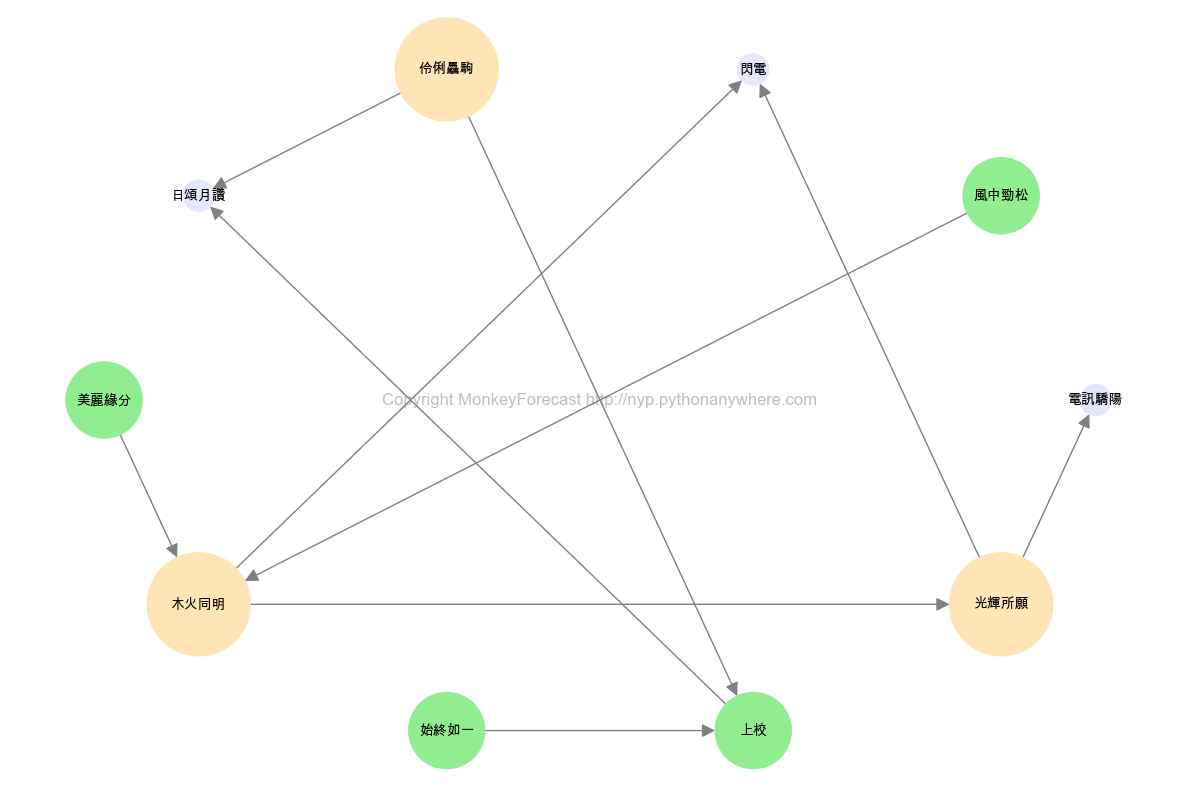 伶俐驫駒
閃電
日頌月讚
風中勁松
美麗緣分
Copyright MonkeyForecast http://nyp.pythonanywhere.com
電訊驕陽
木火同明
光輝所願
始終如一
上校